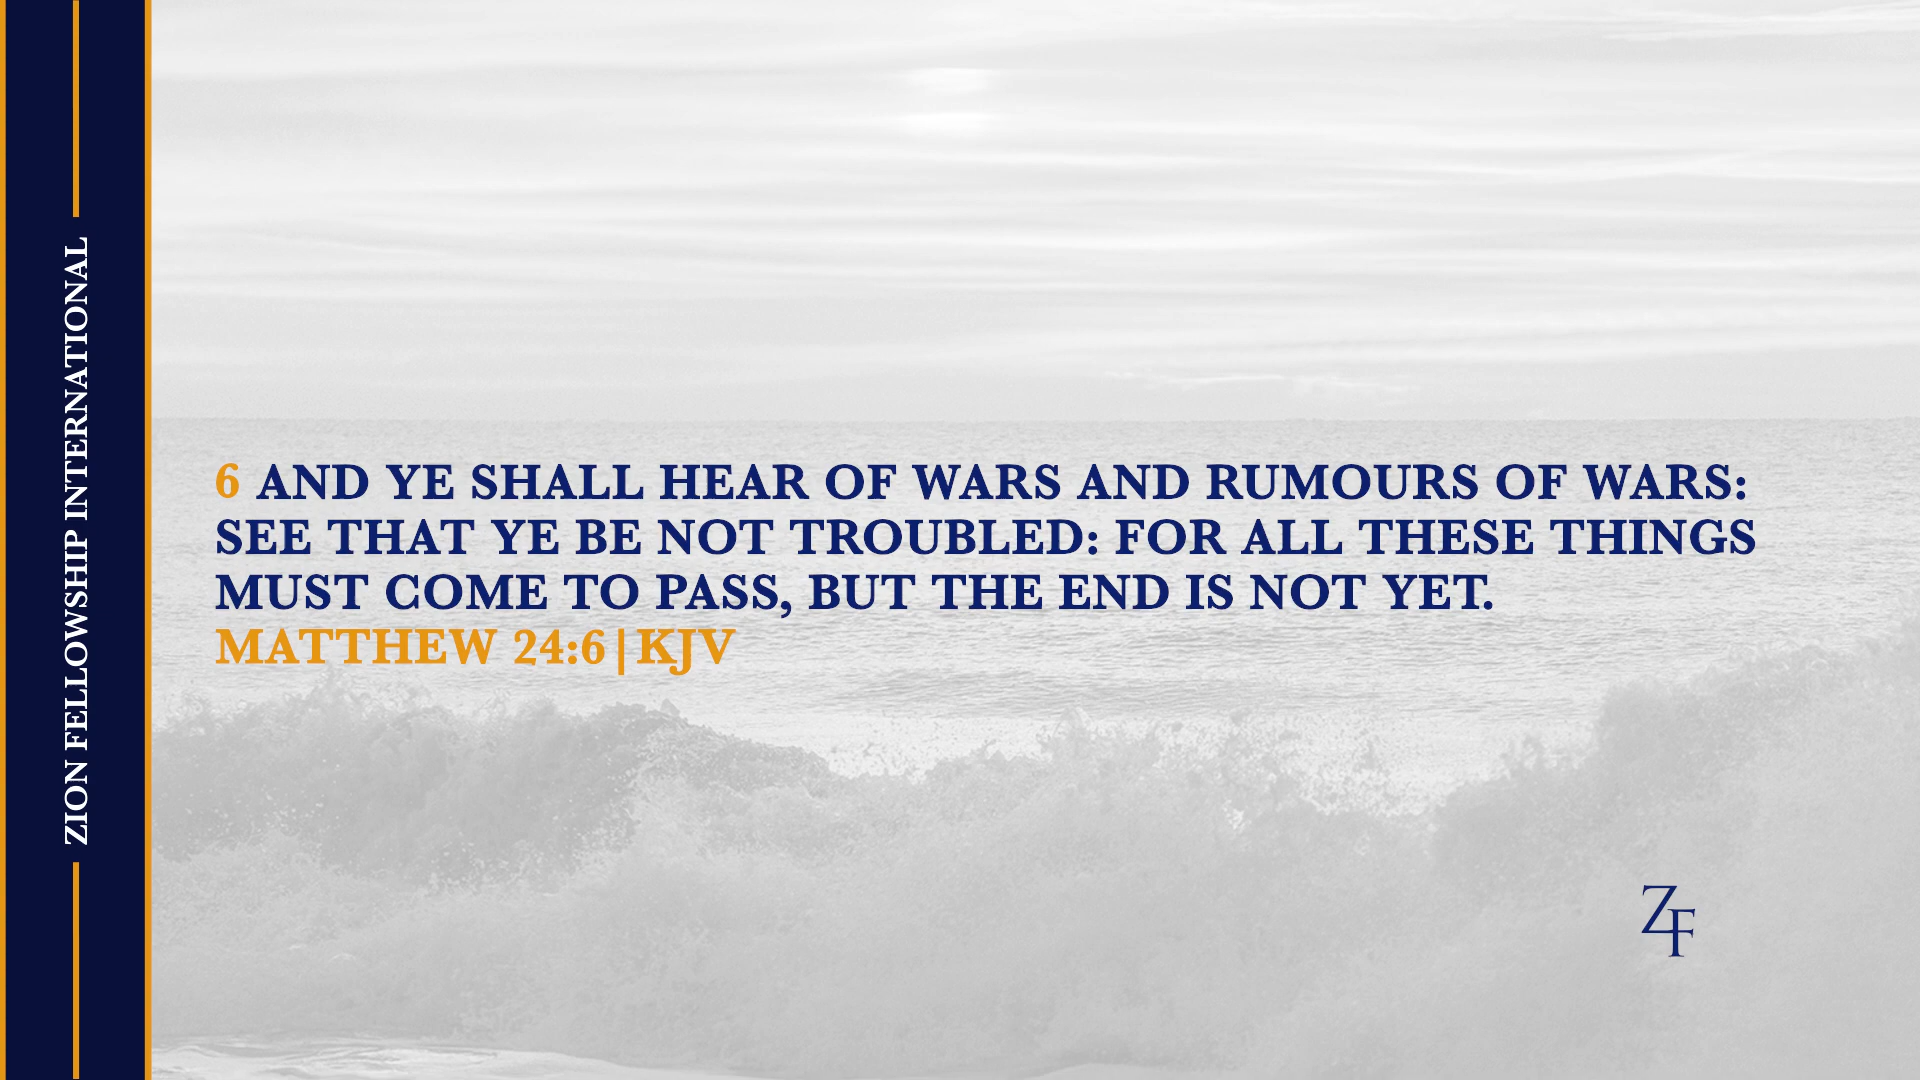 ZION FELLOWSHIP INTERNATIONAL
6 AND YE SHALL HEAR OF WARS AND RUMOURS OF WARS:
SEE THAT YE BE NOT TROUBLED: FOR ALL THESE THINGS
MUST COME TO PASS, BUT THE END IS NOT YET.
MATTHEW 24:6|KJV
ZF